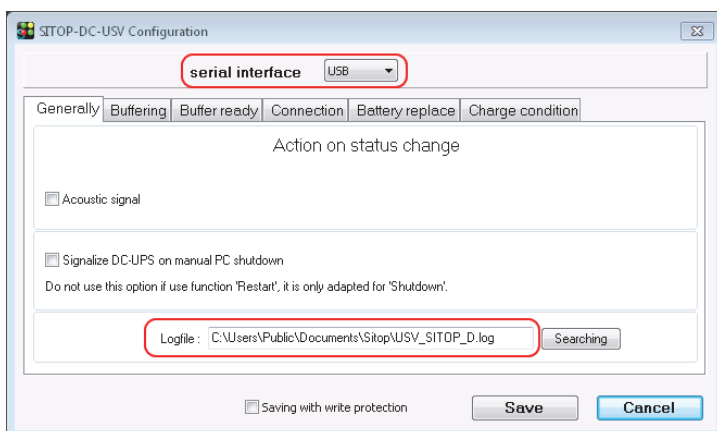 SITOP-DC-USV Configuration
serial interface USB
Generally Buffering Buffer ready Connection Battery replace Charge condition
Action on status change
Acoustic signal
Signalize DC-UPS on manual PC shutdown
Do not use this option if use function 'Restart', it is only adapted for 'Shutdown'.
Logfile : C:\Users\Public\Documents\Sitop\USV_SITOP_D.log Searching
Saving with write protection Save Cancel